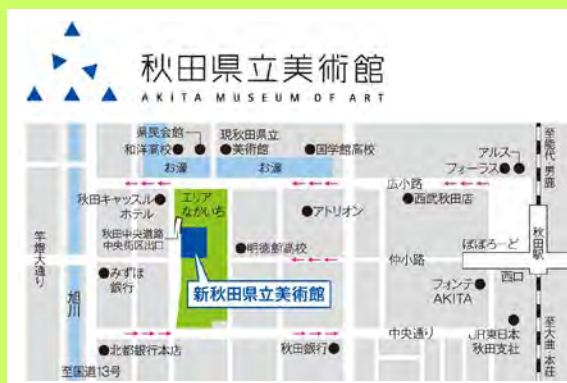 秋田県立美術館
AKITA MUSEUM OF ART
県民会館
和洋高校
現秋田県立
美術館
国学館高校
お濠
お濠
アルス
フォーラス
至能代・男鹿
広小路
秋田キャッスル
ホテル
エリア
なかいち
アトリオン
西武秋田店
秋田中央道路
中央街区出口
明徳館高校
ぽぽろーど
秋田駅
竿燈大通り
旭川
みずほ
銀行
仲小路
西口
フォンテ
AKITA
新秋田県立美術館
中央通り
JR東日本
秋田支社
至大曲・本荘
北都銀行本店
秋田銀行
至国道13号